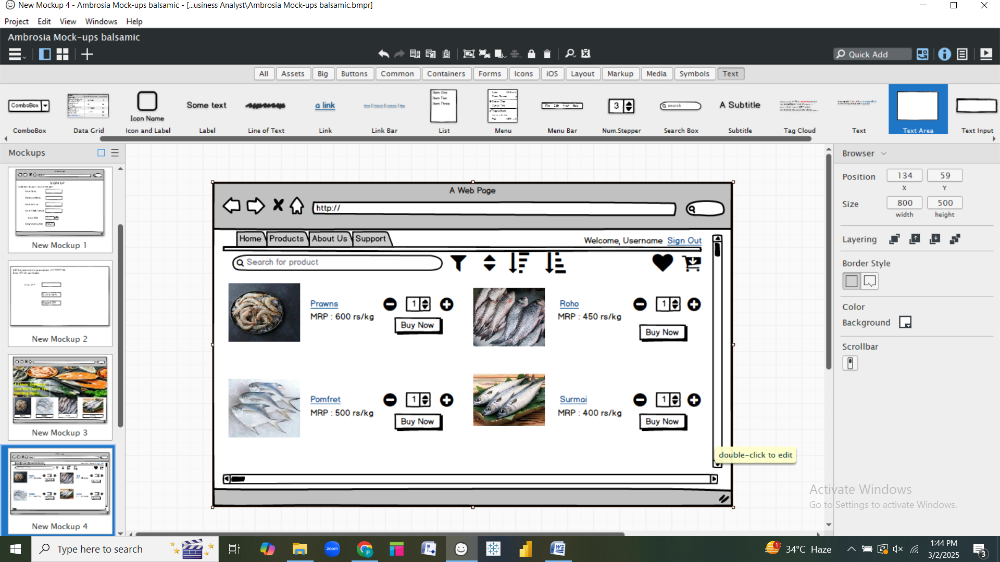 New Mockup 4 - Ambrosia Mock-ups balsamic - [...usiness Analyst\Ambrosia Mock-ups balsamic.bmpr]
Project Edit View Windows Help
Ambrosia Mock-ups balsamic
Quick Add
All Assets Big Buttons Common Containers Forms Icons iOS Layout Markup Media Symbols Text
ComboBox
Icon Name
Some text
a link
Item One
Item Two
Item Three
3
search
A Subtitle
ComboBox Data Grid Icon and Label Label Line of Text Link Link Bar List Menu Menu Bar Num.Stepper Search Box Subtitle Tag Cloud Text Text Area Text Input
Mockups
SIGN UP
New Mockup 1
New Mockup 2
New Mockup 3
New Mockup 4
A Web Page
http://
Home Products About Us Support
Welcome, Username Sign Out
Search for product
Prawns 1
MRP : 600 rs/kg
Buy Now
Roho 1
MRP : 450 rs/kg
Buy Now
Pomfret 1
MRP : 500 rs/kg
Buy Now
Surmai 1
MRP : 400 rs/kg
Buy Now
double-click to edit
Browser
Position 134 59
X Y
Size 800 500
width height
Layering
Border Style
Color
Background
Scrollbar
Activate Windows
Go to Settings to activate Windows.
Type here to search
zoom
1
34°C Haze
1:44 PM
3/2/2025
3